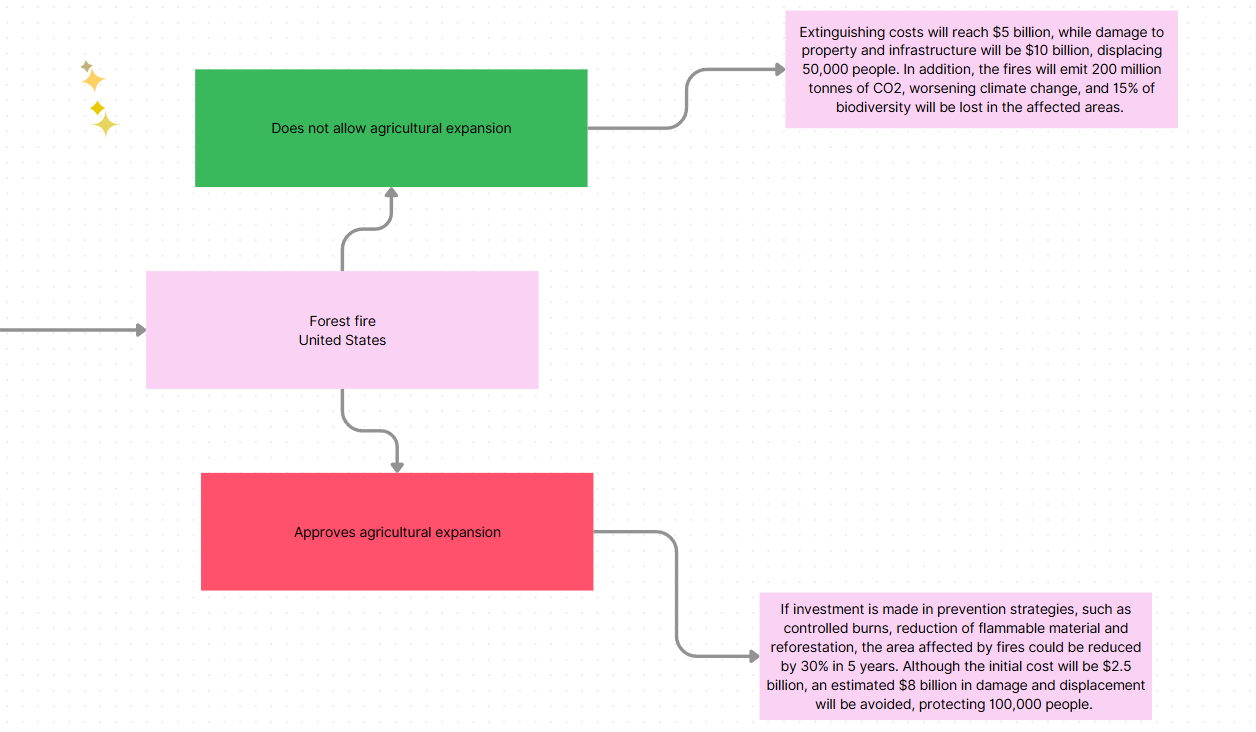 Extinguishing costs will reach $5 billion, while damage to
property and infrastructure will be $10 billion, displacing
50,000 people. In addition, the fires will emit 200 million
tonnes of CO2, worsening climate change, and 15% of
biodiversity will be lost in the affected areas.
Does not allow agricultural expansion
Forest fire
United States
Approves agricultural expansion
If investment is made in prevention strategies, such as
controlled burns, reduction of flammable material and
reforestation, the area affected by fires could be reduced
by 30% in 5 years. Although the initial cost will be $2.5
billion, an estimated $8 billion in damage and displacement
will be avoided, protecting 100,000 people.